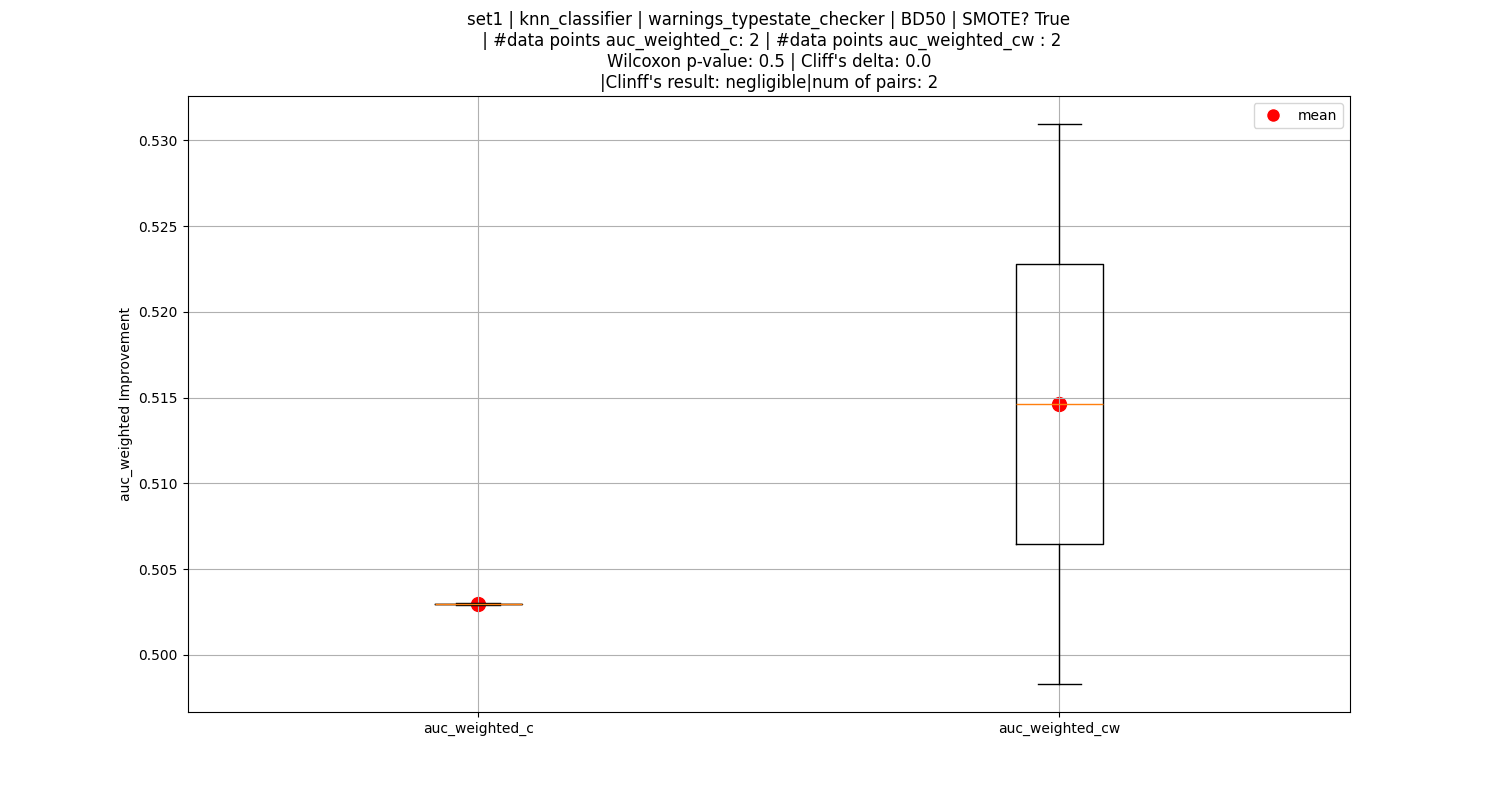 set1 | knn_classifier | warnings_typestate_checker | BD50 | SMOTE? True
| #data points auc_weighted_c: 2 | #data points auc_weighted_cw : 2
Wilcoxon p-value: 0.5 | Cliff's delta: 0.0
|Clinff's result: negligible|num of pairs: 2
mean
0.530
0.525
0.520
0.515
0.510
0.505
0.500
auc_weighted Improvement
auc_weighted_c
auc_weighted_cw